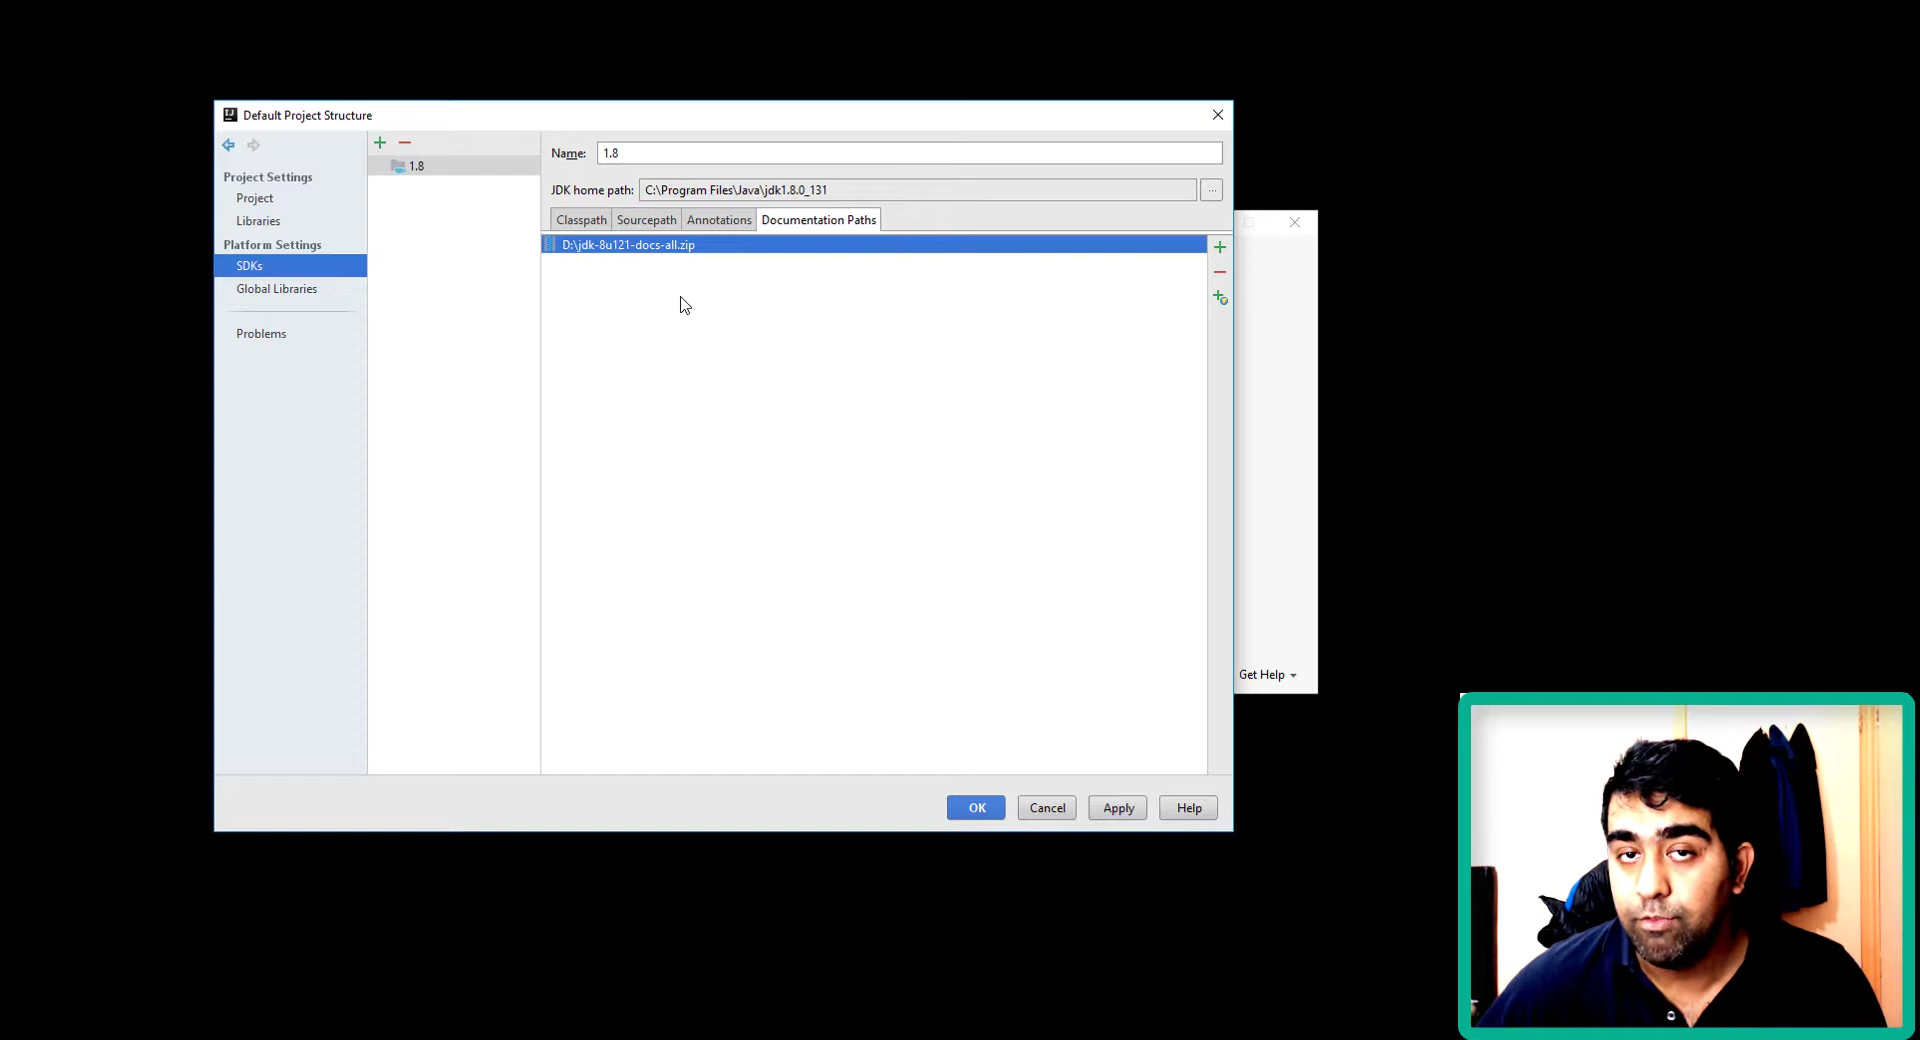 Default Project Structure
Project Settings
Project
Libraries
Platform Settings
SDKs
Global Libraries
Problems
1.8
Name: 1.8
JDK home path: C:\Program Files\Java\jdk1.8.0_131 ...
Classpath Sourcepath Annotations Documentation Paths
D:\jdk-8u121-docs-all.zip
Get Help
OK Cancel Apply Help